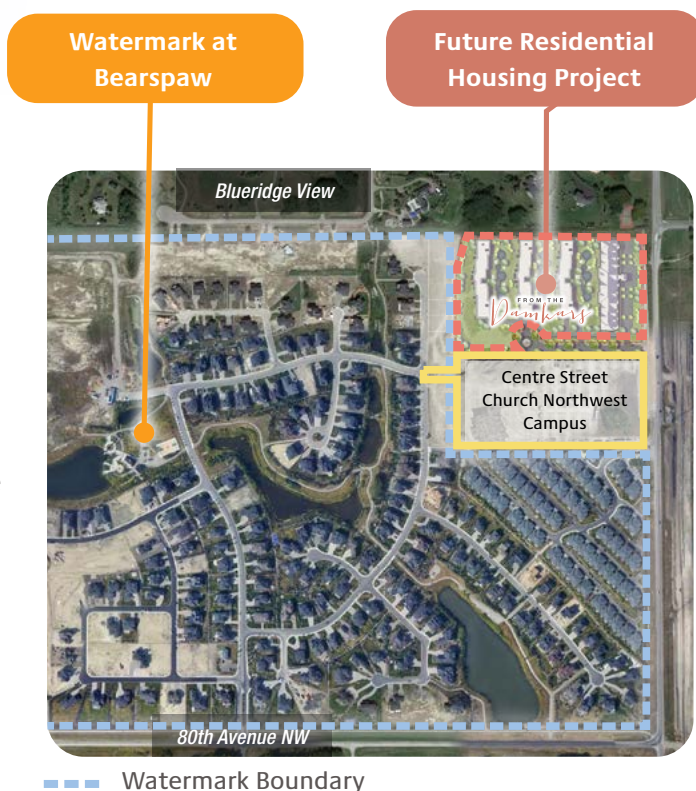 Watermark at
Bearspaw
Future Residential
Housing Project
Blueridge View
FROM THE
Damkars
Centre Street
Church Northwest
Campus
80th Avenue NW
Watermark Boundary